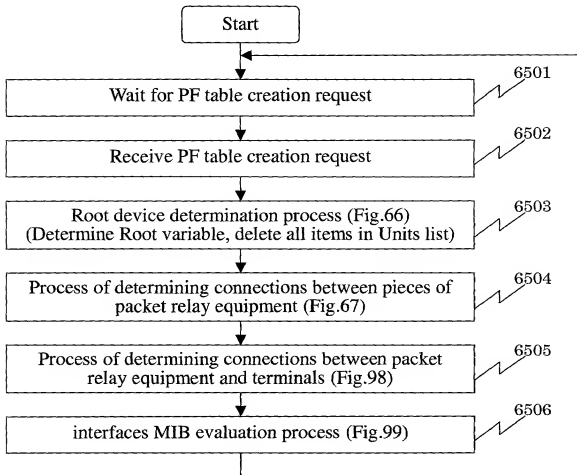 Start
6501
Wait for PF table creation request
6502
Receive PF table creation request
6503
Root device determination process (Fig.66)
(Determine Root variable, delete all items in Units list)
6504
Process of determining connections between pieces of
packet relay equipment (Fig.67)
6505
Process of determining connections between packet
relay equipment and terminals (Fig.98)
6506
interfaces MIB evaluation process (Fig.99)